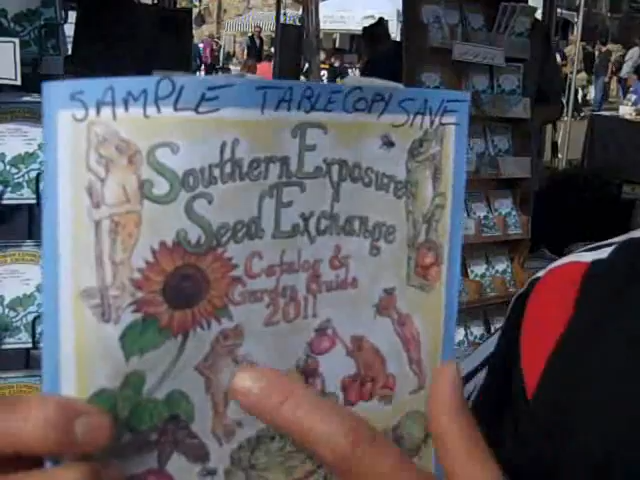 SAMPLE TABLE COPY SAVE
Southern Exposure
Seed Exchange
Catalog &
Garden Guide
2011